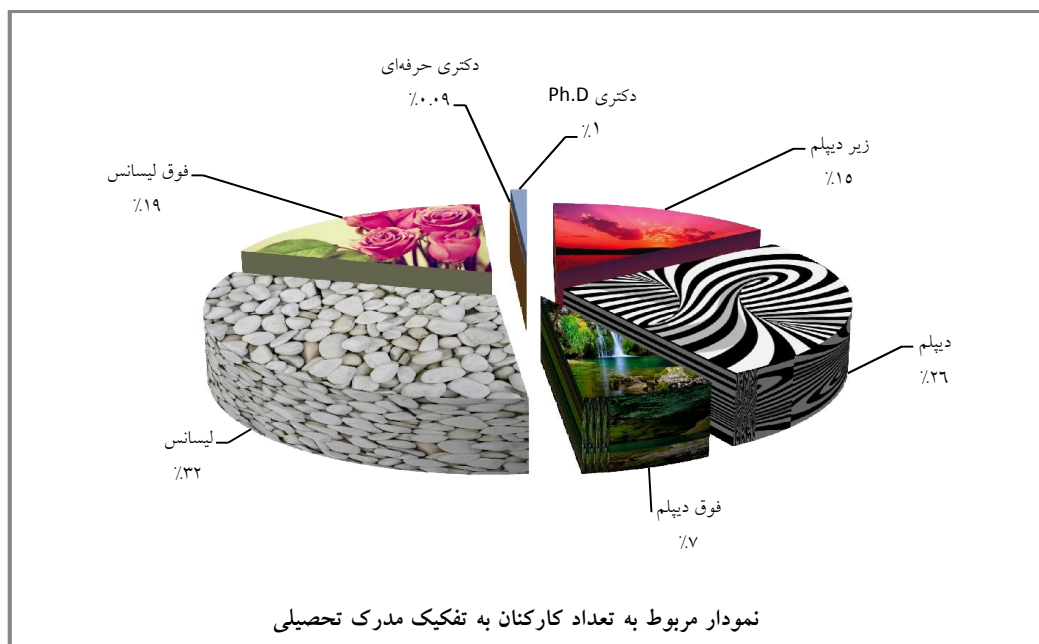 دکتری حرفه‌ای
٪۰.۰۹
دکتری Ph.D
٪۱
زیر دیپلم
٪۱۵
فوق لیسانس
٪۱۹
دیپلم
٪۲۶
لیسانس
٪۳۲
فوق دیپلم
٪۷
نمودار مربوط به تعداد کارکنان به تفکیک مدرک تحصیلی